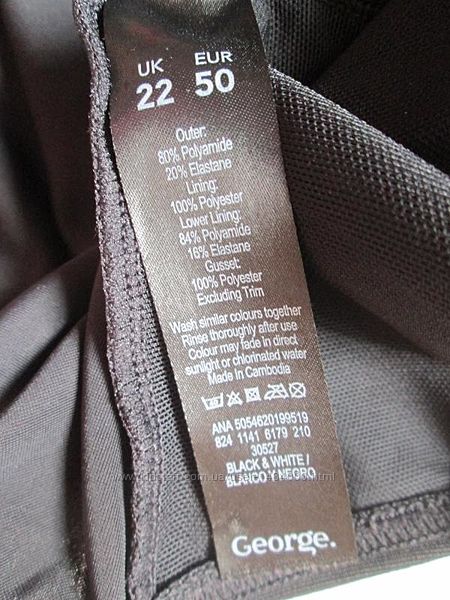 UK EUR
22 50
Outer:
80% Polyamide
20% Elastane
Lining:
100% Polyester
Lower Lining:
84% Polyamide
16% Elastane
Gusset:
100% Polyester
Excluding Trim
Wash similar colours together
Rinse thoroughly after use
Colour may fade in direct
sunlight or chlorinated water
Made in Cambodia
ANA 5054620199519
824 1141 6179 210
30527
BLACK & WHITE /
BLANCO Y NEGRO
George.